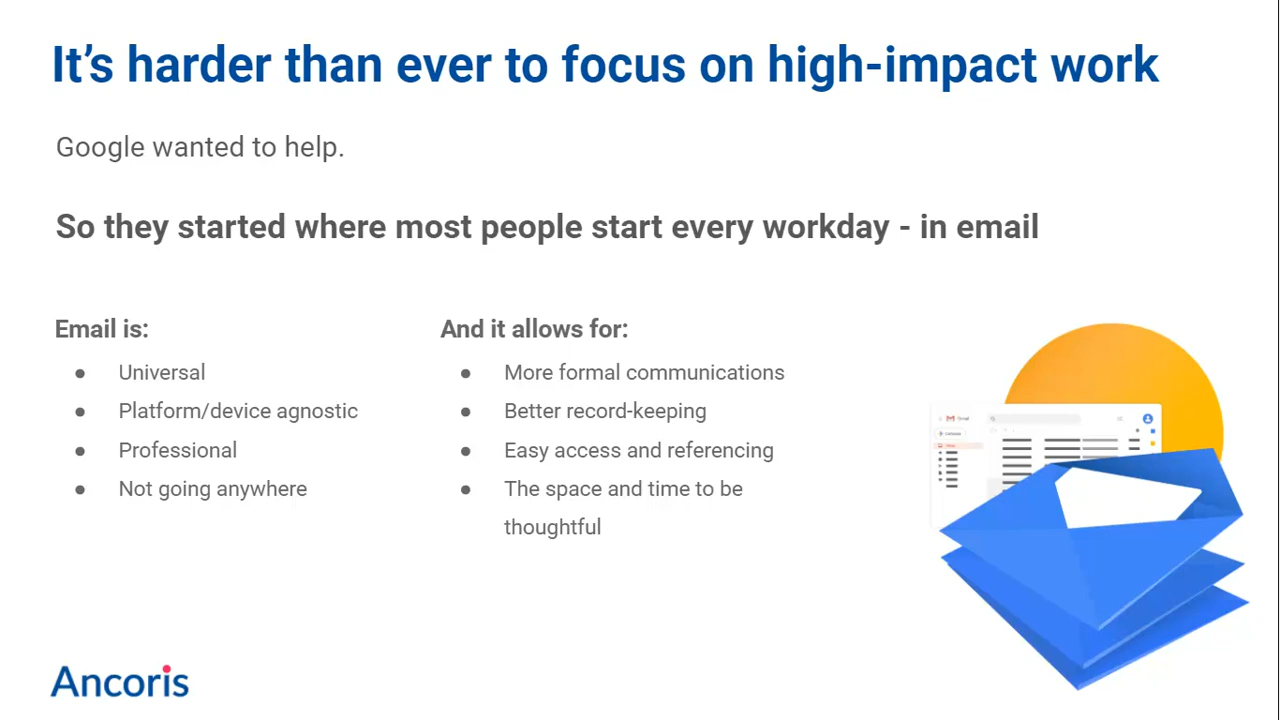 It's harder than ever to focus on high-impact work
Google wanted to help.
So they started where most people start every workday - in email
Email is:
● Universal
● Platform/device agnostic
● Professional
● Not going anywhere
And it allows for:
● More formal communications
● Better record-keeping
● Easy access and referencing
● The space and time to be
thoughtful
Gmail
Compose
Ancoris